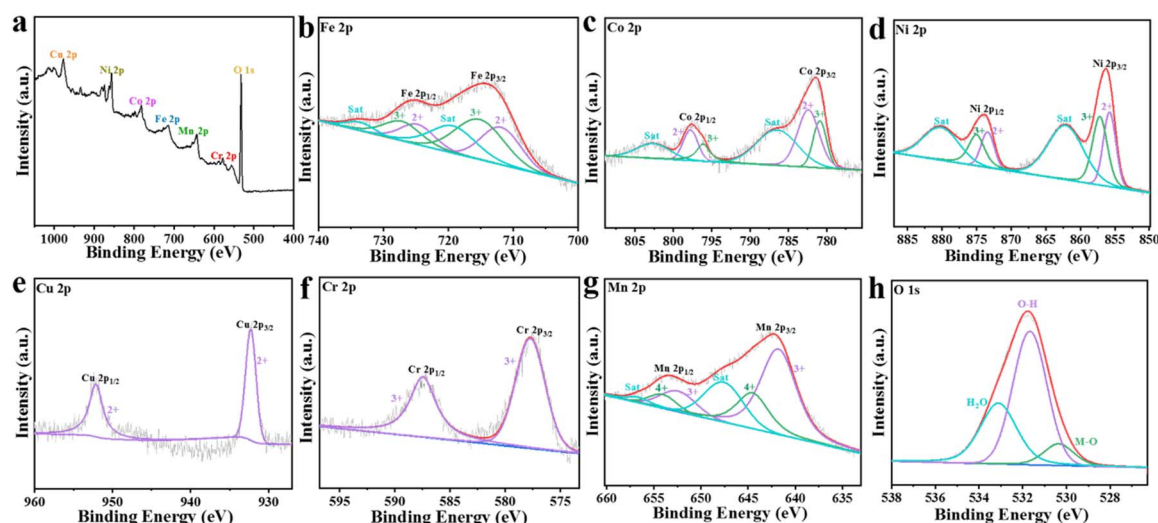 a
Cu 2p
Ni 2p
Co 2p
Fe 2p
Mn 2p
Cr 2p
O 1s
Intensity (a.u.)
1000 900 800 700 600 500 400
Binding Energy (eV)
b
Fe 2p
Fe 2p3/2
Fe 2p1/2
Sat
3+
2+
Sat
3+
2+
Intensity (a.u.)
740 730 720 710 700
Binding Energy (eV)
c
Co 2p
Co 2p3/2
2+
3+
Co 2p1/2
Sat
2+
3+
Sat
Intensity (a.u.)
805 800 795 790 785 780
Binding Energy (eV)
d
Ni 2p
Ni 2p3/2
2+
3+
Ni 2p1/2
Sat
3+
2+
Sat
Intensity (a.u.)
885 880 875 870 865 860 855 850
Binding Energy (eV)
e
Cu 2p
Cu 2p3/2
2+
Cu 2p1/2
2+
Intensity (a.u.)
960 950 940 930
Binding Energy (eV)
f
Cr 2p
Cr 2p3/2
3+
Cr 2p1/2
3+
Intensity (a.u.)
595 590 585 580 575
Binding Energy (eV)
g
Mn 2p
Mn 2p3/2
3+
Mn 2p1/2
Sat
4+
3+
Sat
4+
Intensity (a.u.)
660 655 650 645 640 635
Binding Energy (eV)
h
O 1s
O-H
H2O
M-O
Intensity (a.u.)
538 536 534 532 530 528
Binding Energy (eV)